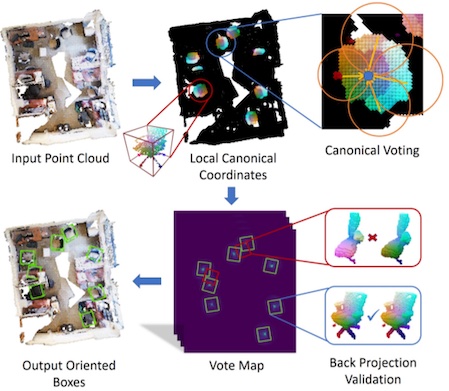 Input Point Cloud
Local Canonical
Coordinates
Canonical Voting
Output Oriented
Boxes
Vote Map
Back Projection
Validation